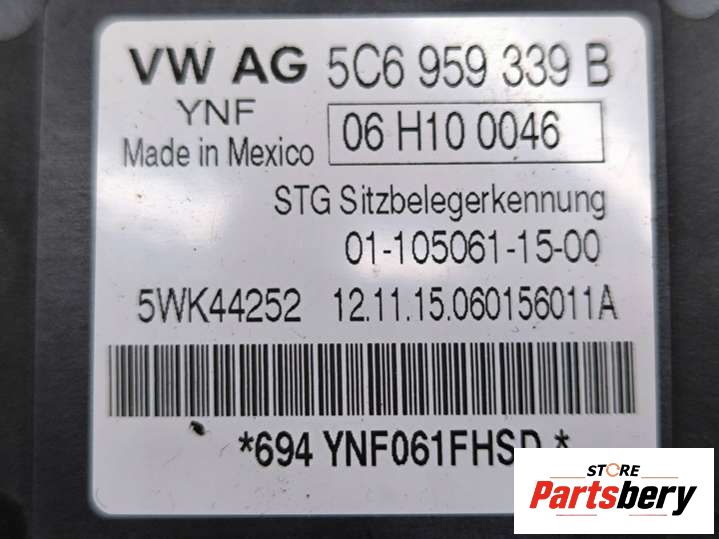 VW AG 5C6 959 339 B
YNF 06 H10 0046
Made in Mexico
STG Sitzbelegerkennung
01-105061-15-00
5WK44252 12.11.15.060156011A
*694 YNF061FHSD *
STORE
Partsbery